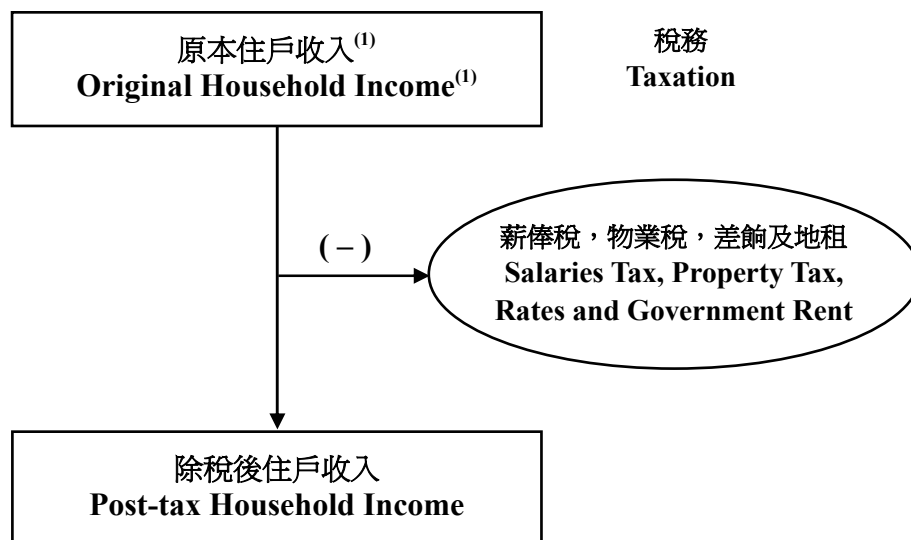 原本住戶收入(1)
Original Household Income(1)
稅務
Taxation
( – )
薪俸稅，物業稅，差餉及地租
Salaries Tax, Property Tax,
Rates and Government Rent
除稅後住戶收入
Post-tax Household Income